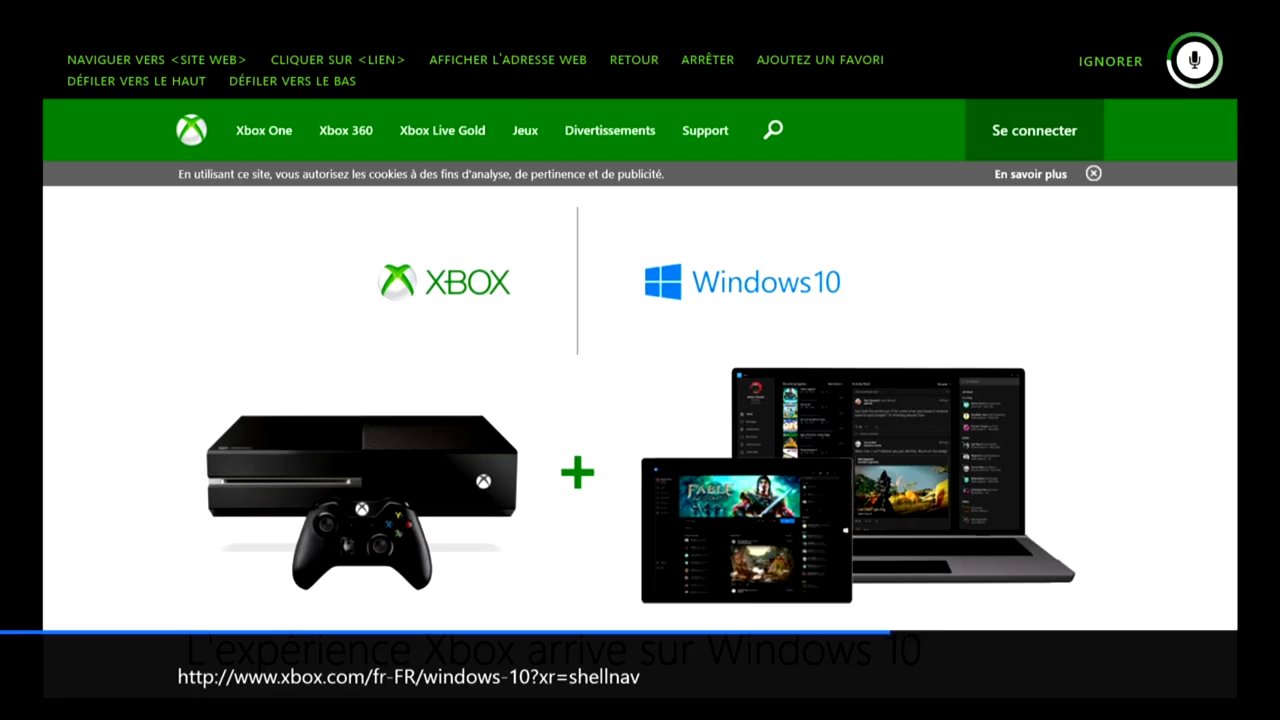 NAVIGUER VERS <SITE WEB> CLIQUER SUR <LIEN> AFFICHER L'ADRESSE WEB RETOUR ARRÊTER AJOUTEZ UN FAVORI
DÉFILER VERS LE HAUT DÉFILER VERS LE BAS
IGNORER
Xbox One Xbox 360 Xbox Live Gold Jeux Divertissements Support Se connecter
En utilisant ce site, vous autorisez les cookies à des fins d'analyse, de pertinence et de publicité. En savoir plus
XBOX Windows10
FABLE
L'expérience Xbox arrive sur Windows 10
http://www.xbox.com/fr-FR/windows-10?xr=shellnav